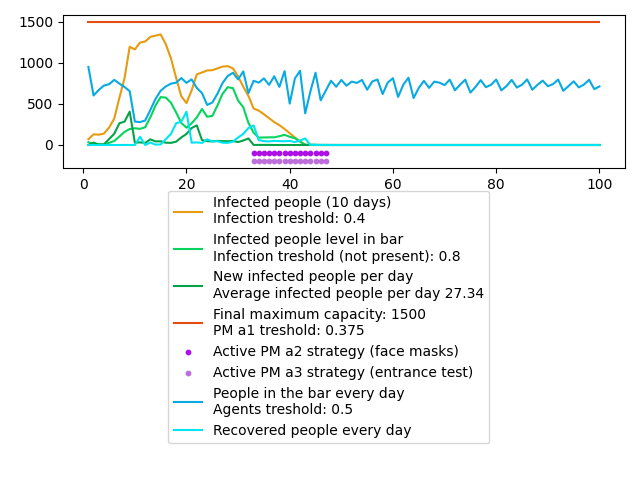 1500
1000
500
0
0 20 40 60 80 100
Infected people (10 days)
Infection treshold: 0.4
Infected people level in bar
Infection treshold (not present): 0.8
New infected people per day
Average infected people per day 27.34
Final maximum capacity: 1500
PM a1 treshold: 0.375
Active PM a2 strategy (face masks)
Active PM a3 strategy (entrance test)
People in the bar every day
Agents treshold: 0.5
Recovered people every day